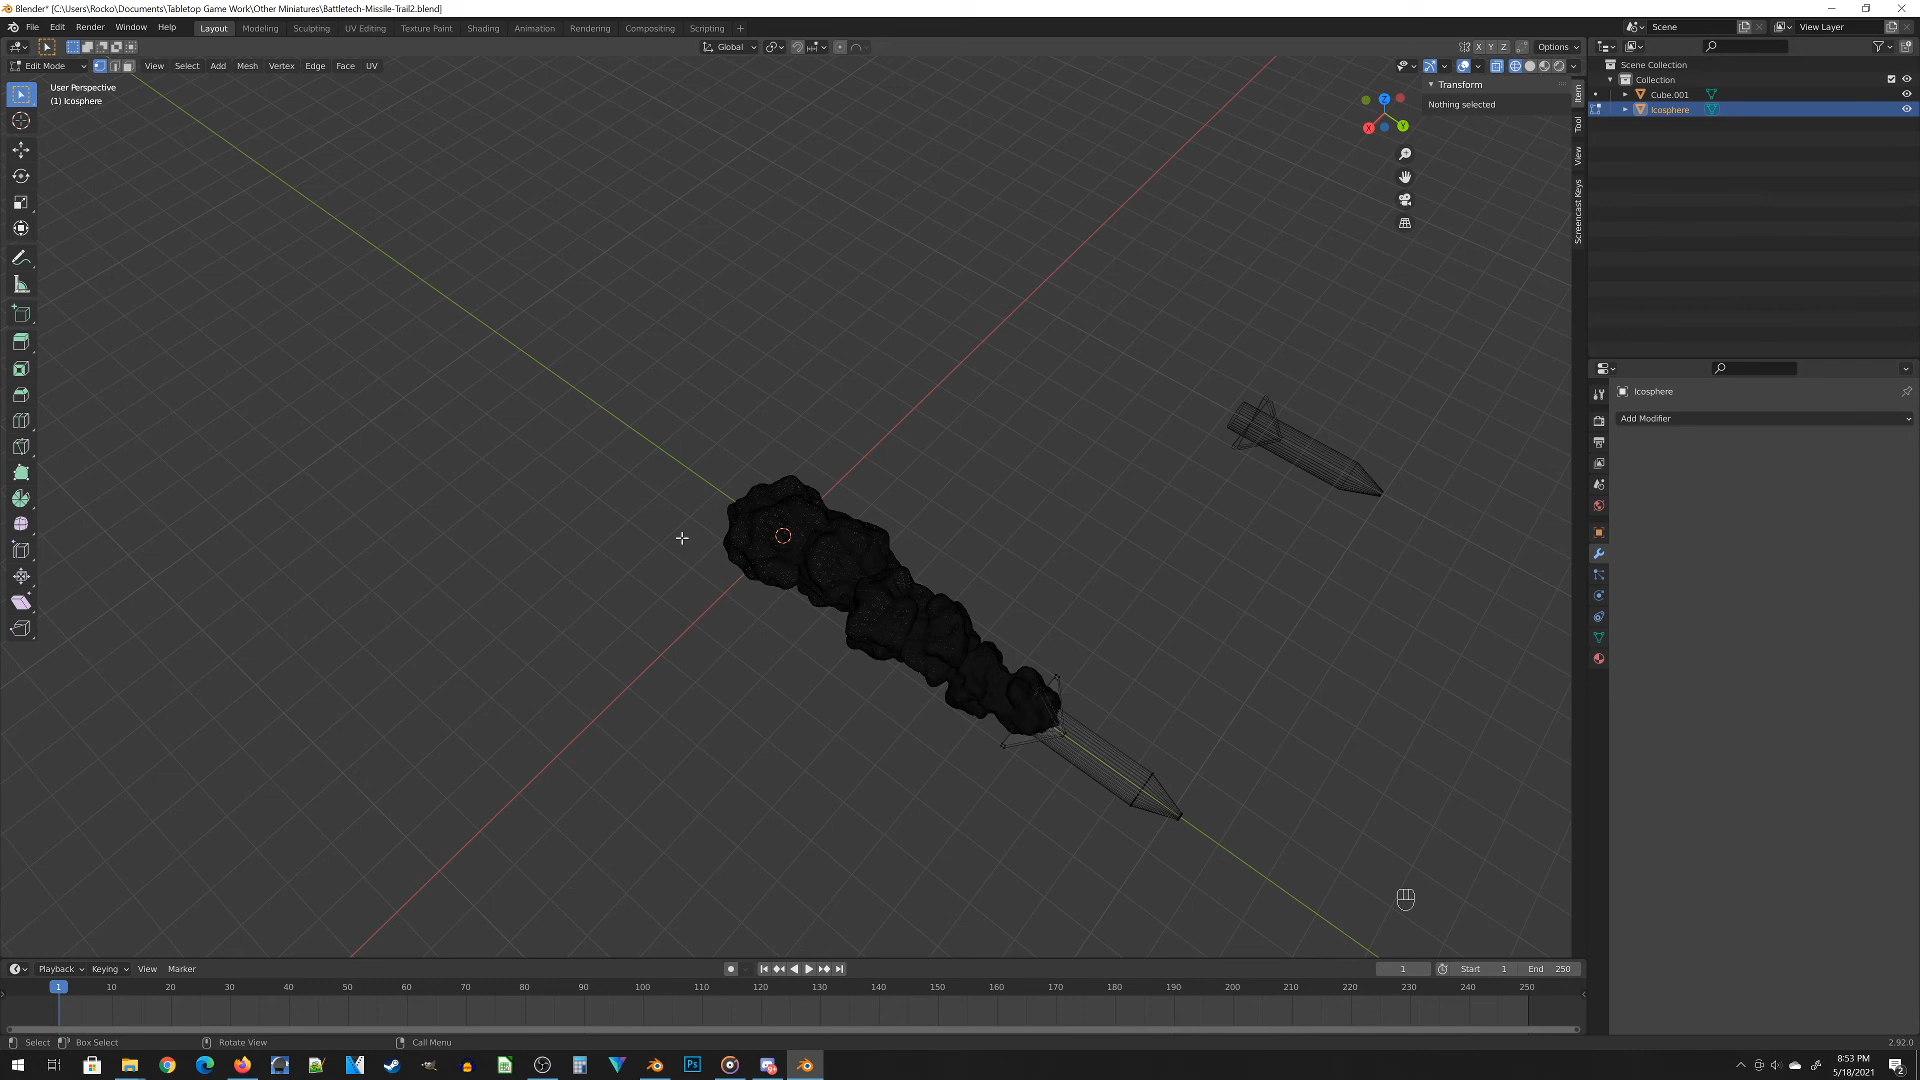 Blender* [C:\Users\Rocko\Documents\Tabletop Game Work\Other Miniatures\Battletech-Missile-Trail2.blend]
File Edit Render Window Help Layout Modeling Sculpting UV Editing Texture Paint Shading Animation Rendering Compositing Scripting + Scene View Layer
Global Options X Y Z
Edit Mode View Select Add Mesh Vertex Edge Face UV
User Perspective
(1) Icosphere
Transform
Nothing selected
Item
Tool
View
Screencast Keys
X
Y
Z
Scene Collection
Collection
Cube.001
Icosphere
Icosphere
Add Modifier
Playback Keying View Marker 1 Start 1 End 250
1 10 20 30 40 50 60 70 80 90 100 110 120 130 140 150 160 170 180 190 200 210 220 230 240 250
Select Box Select Rotate View Call Menu 2.92.0
Ps
9+
8:53 PM
5/18/2021
2